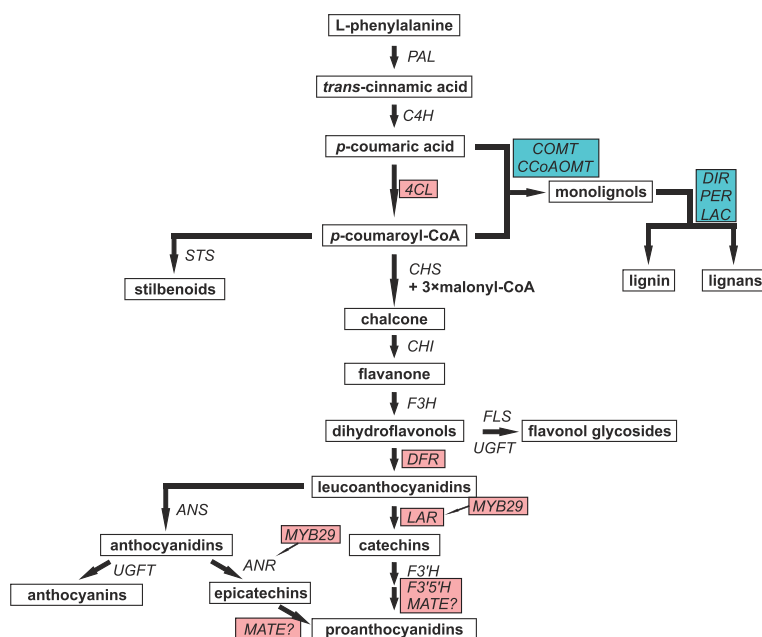 L-phenylalanine
PAL
trans-cinnamic acid
C4H
p-coumaric acid
COMT
CCoAOMT
monolignols
DIR
PER
LAC
4CL
p-coumaroyl-CoA
STS
stilbenoids
lignin
lignans
CHS
+ 3×malonyl-CoA
chalcone
CHI
flavanone
F3H
dihydroflavonols
FLS
UGFT
flavonol glycosides
DFR
leucoanthocyanidins
ANS
LAR
MYB29
anthocyanidins
MYB29
catechins
UGFT
ANR
F3'H
anthocyanins
epicatechins
F3'5'H
MATE?
MATE?
proanthocyanidins